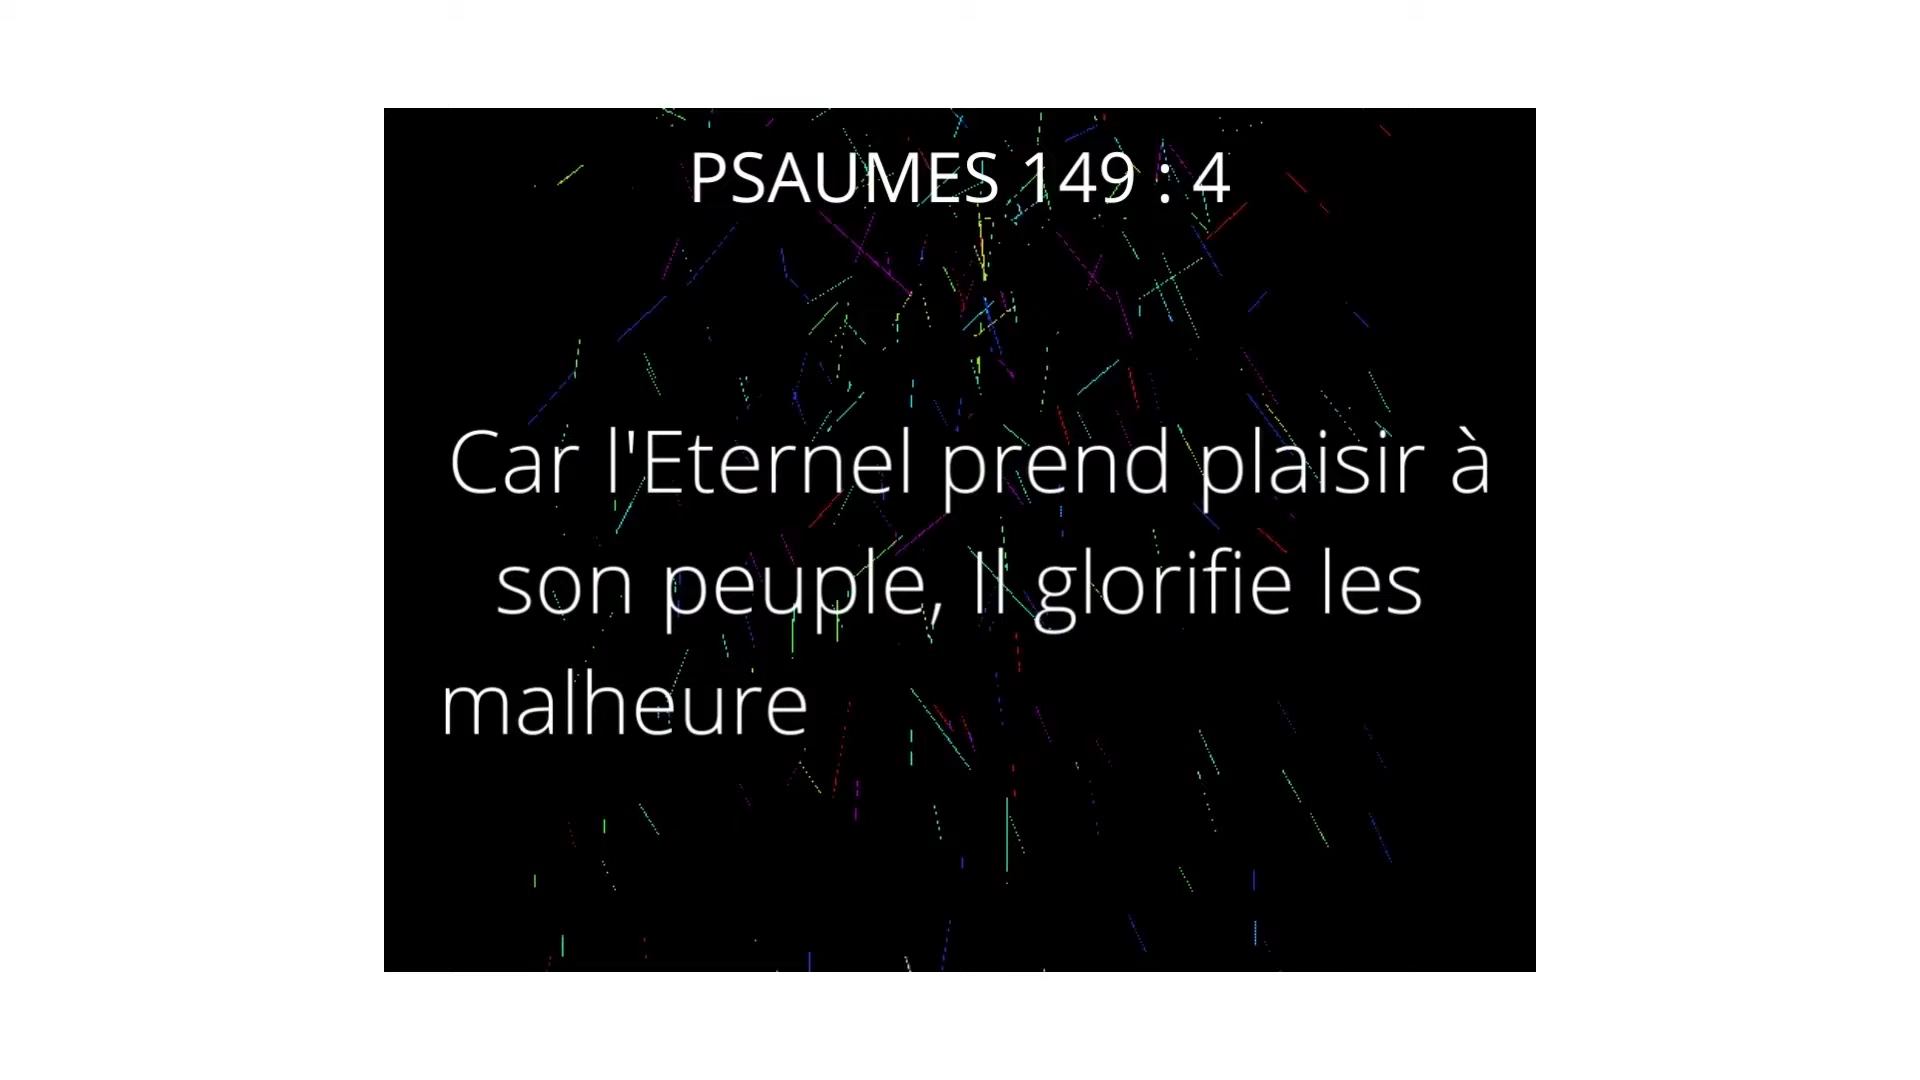 PSAUMES 149 : 4
Car l'Eternel prend plaisir à
son peuple, Il glorifie les
malheure